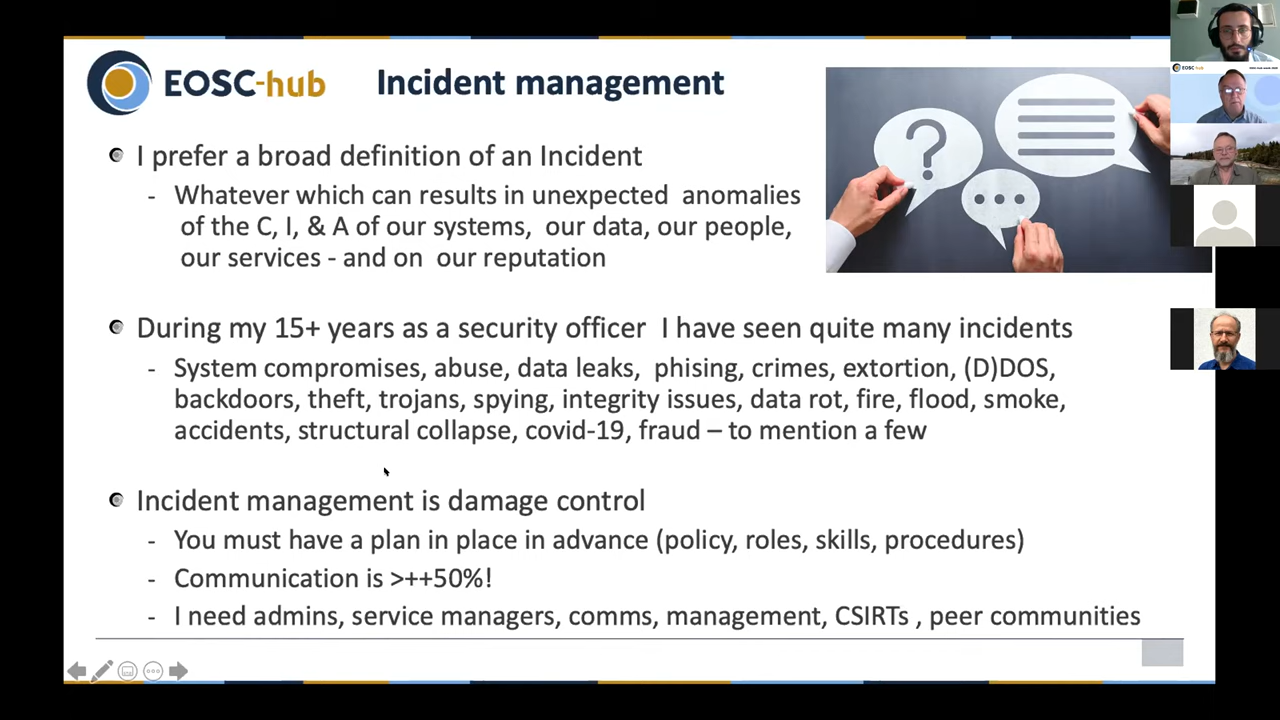 EOSC-hub
Incident management
I prefer a broad definition of an Incident
- Whatever which can results in unexpected anomalies
of the C, I, & A of our systems, our data, our people,
our services - and on our reputation
During my 15+ years as a security officer I have seen quite many incidents
- System compromises, abuse, data leaks, phising, crimes, extortion, (D)DOS,
backdoors, theft, trojans, spying, integrity issues, data rot, fire, flood, smoke,
accidents, structural collapse, covid-19, fraud – to mention a few
Incident management is damage control
- You must have a plan in place in advance (policy, roles, skills, procedures)
- Communication is >++50%!
- I need admins, service managers, comms, management, CSIRTs , peer communities
?
EOSC-hub